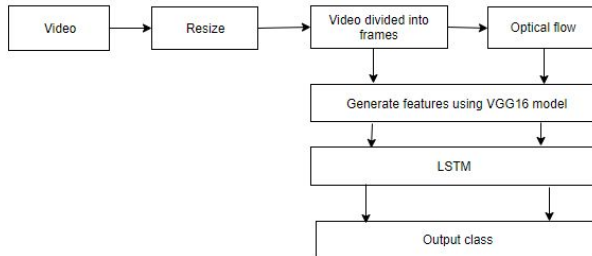 Video
Resize
Video divided into
frames
Optical flow
Generate features using VGG16 model
LSTM
Output class